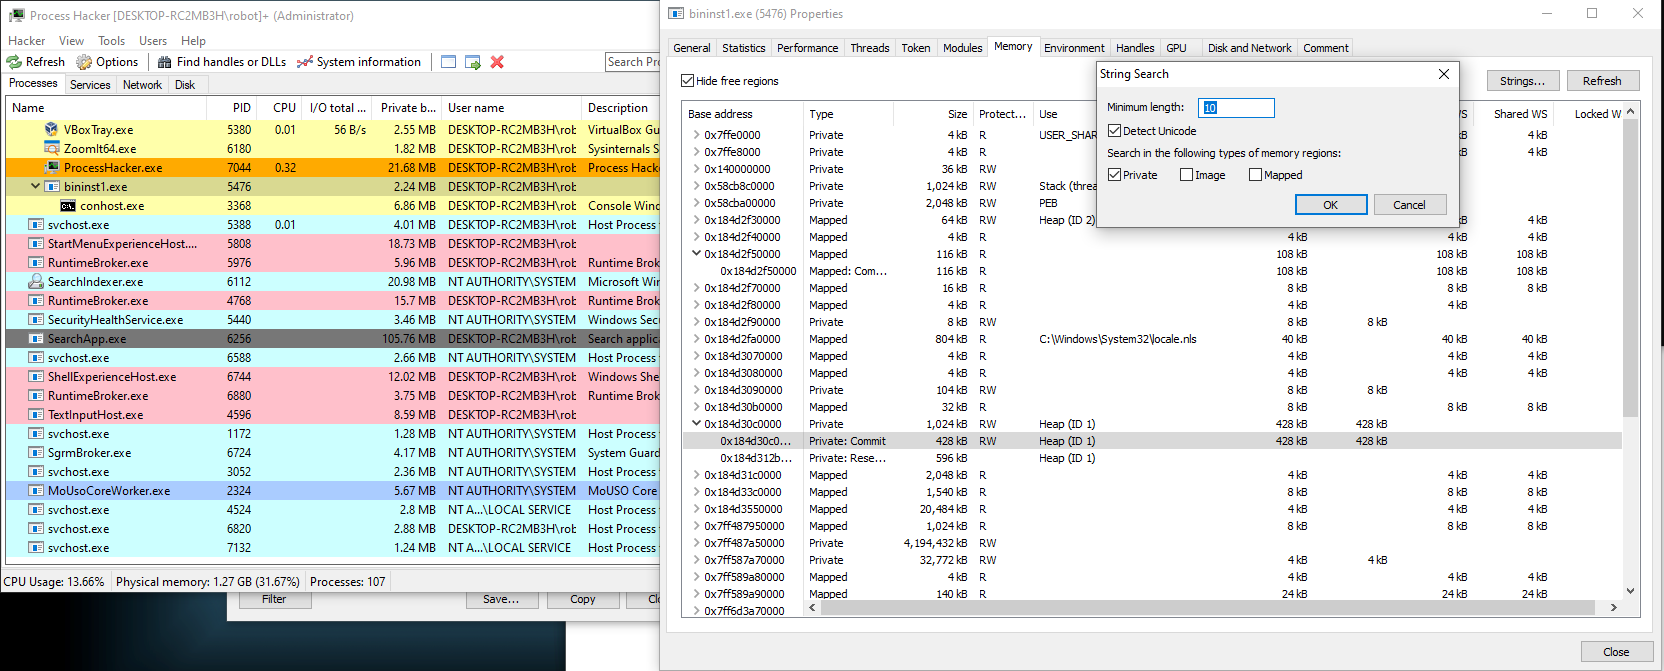 Process Hacker [DESKTOP-RC2MB3H\robot]+ (Administrator)
Hacker View Tools Users Help
Refresh Options Find handles or DLLs System information Search Pr
Processes Services Network Disk
Name PID CPU I/O total ... Private b... User name Description
VBoxTray.exe 5380 0.01 56 B/s 2.55 MB DESKTOP-RC2MB3H\rob VirtualBox Gu
ZoomIt64.exe 6180 1.82 MB DESKTOP-RC2MB3H\rob Sysinternals S
ProcessHacker.exe 7044 0.32 21.68 MB DESKTOP-RC2MB3H\rob Process Hack
bininst1.exe 5476 2.24 MB DESKTOP-RC2MB3H\rob
conhost.exe 3368 6.86 MB DESKTOP-RC2MB3H\rob Console Wind
svchost.exe 5388 0.01 4.01 MB DESKTOP-RC2MB3H\rob Host Process
StartMenuExperienceHost.... 5808 18.73 MB DESKTOP-RC2MB3H\rob
RuntimeBroker.exe 5976 5.96 MB DESKTOP-RC2MB3H\rob Runtime Brok
SearchIndexer.exe 6112 20.98 MB NT AUTHORITY\SYSTEM Microsoft Wi
RuntimeBroker.exe 4768 15.7 MB DESKTOP-RC2MB3H\rob Runtime Brok
SecurityHealthService.exe 5440 3.46 MB NT AUTHORITY\SYSTEM Windows Sec
SearchApp.exe 6256 105.76 MB DESKTOP-RC2MB3H\rob Search applica
svchost.exe 6588 2.66 MB NT AUTHORITY\SYSTEM Host Process
ShellExperienceHost.exe 6744 12.02 MB DESKTOP-RC2MB3H\rob Windows She
RuntimeBroker.exe 6880 3.75 MB DESKTOP-RC2MB3H\rob Runtime Brok
TextInputHost.exe 4596 8.59 MB DESKTOP-RC2MB3H\rob
svchost.exe 1172 1.28 MB NT AUTHORITY\SYSTEM Host Process
SgrmBroker.exe 6724 4.17 MB NT AUTHORITY\SYSTEM System Guard
svchost.exe 3052 2.36 MB NT AUTHORITY\SYSTEM Host Process
MoUsoCoreWorker.exe 2324 5.67 MB NT AUTHORITY\SYSTEM MoUSO Core
svchost.exe 4524 2.8 MB NT A...\LOCAL SERVICE Host Process
svchost.exe 6820 2.88 MB DESKTOP-RC2MB3H\rob Host Process
svchost.exe 7132 1.24 MB NT A...\LOCAL SERVICE Host Process
CPU Usage: 13.66% Physical memory: 1.27 GB (31.67%) Processes: 107
Filter Save... Copy Cl
bininst1.exe (5476) Properties
General Statistics Performance Threads Token Modules Memory Environment Handles GPU Disk and Network Comment
Hide free regions Strings... Refresh
String Search
Minimum length: 10
Detect Unicode
Search in the following types of memory regions:
Private Image Mapped
OK Cancel
Base address Type Size Protect... Use WS Shared WS Locked W
0x7ffe0000 Private 4 kB R USER_SHAR kB 4 kB
0x7ffe8000 Private 4 kB R kB 4 kB
0x140000000 Private 36 kB RW
0x58cb8c0000 Private 1,024 kB RW Stack (threa
0x58cba00000 Private 2,048 kB RW PEB
0x184d2f30000 Mapped 64 kB RW Heap (ID 2) kB 4 kB
0x184d2f40000 Mapped 4 kB R 4 kB 4 kB 4 kB
0x184d2f50000 Mapped 116 kB R 108 kB 108 kB 108 kB
0x184d2f50000 Mapped: Com... 116 kB R 108 kB 108 kB 108 kB
0x184d2f70000 Mapped 16 kB R 8 kB 8 kB 8 kB
0x184d2f80000 Mapped 4 kB R 4 kB 4 kB
0x184d2f90000 Private 8 kB RW 8 kB 8 kB
0x184d2fa0000 Mapped 804 kB R C:\Windows\System32\locale.nls 40 kB 40 kB 40 kB
0x184d3070000 Mapped 4 kB R 4 kB 4 kB 4 kB
0x184d3080000 Mapped 4 kB R 4 kB 4 kB 4 kB
0x184d3090000 Private 104 kB RW 8 kB 8 kB
0x184d30b0000 Mapped 32 kB R 8 kB 8 kB 8 kB
0x184d30c0000 Private 1,024 kB RW Heap (ID 1) 428 kB 428 kB
0x184d30c0... Private: Commit 428 kB RW Heap (ID 1) 428 kB 428 kB
0x184d312b... Private: Rese... 596 kB Heap (ID 1)
0x184d31c0000 Mapped 2,048 kB R 4 kB 4 kB 4 kB
0x184d33c0000 Mapped 1,540 kB R 8 kB 8 kB 8 kB
0x184d3550000 Mapped 20,484 kB R 4 kB 4 kB 4 kB
0x7ff487950000 Mapped 1,024 kB R 8 kB 8 kB 8 kB
0x7ff487a50000 Private 4,194,432 kB RW
0x7ff587a70000 Private 32,772 kB RW 4 kB 4 kB
0x7ff589a80000 Mapped 4 kB R 4 kB 4 kB 4 kB
0x7ff589a90000 Mapped 140 kB R 24 kB 24 kB 24 kB
0x7ff6d3a70000
Close